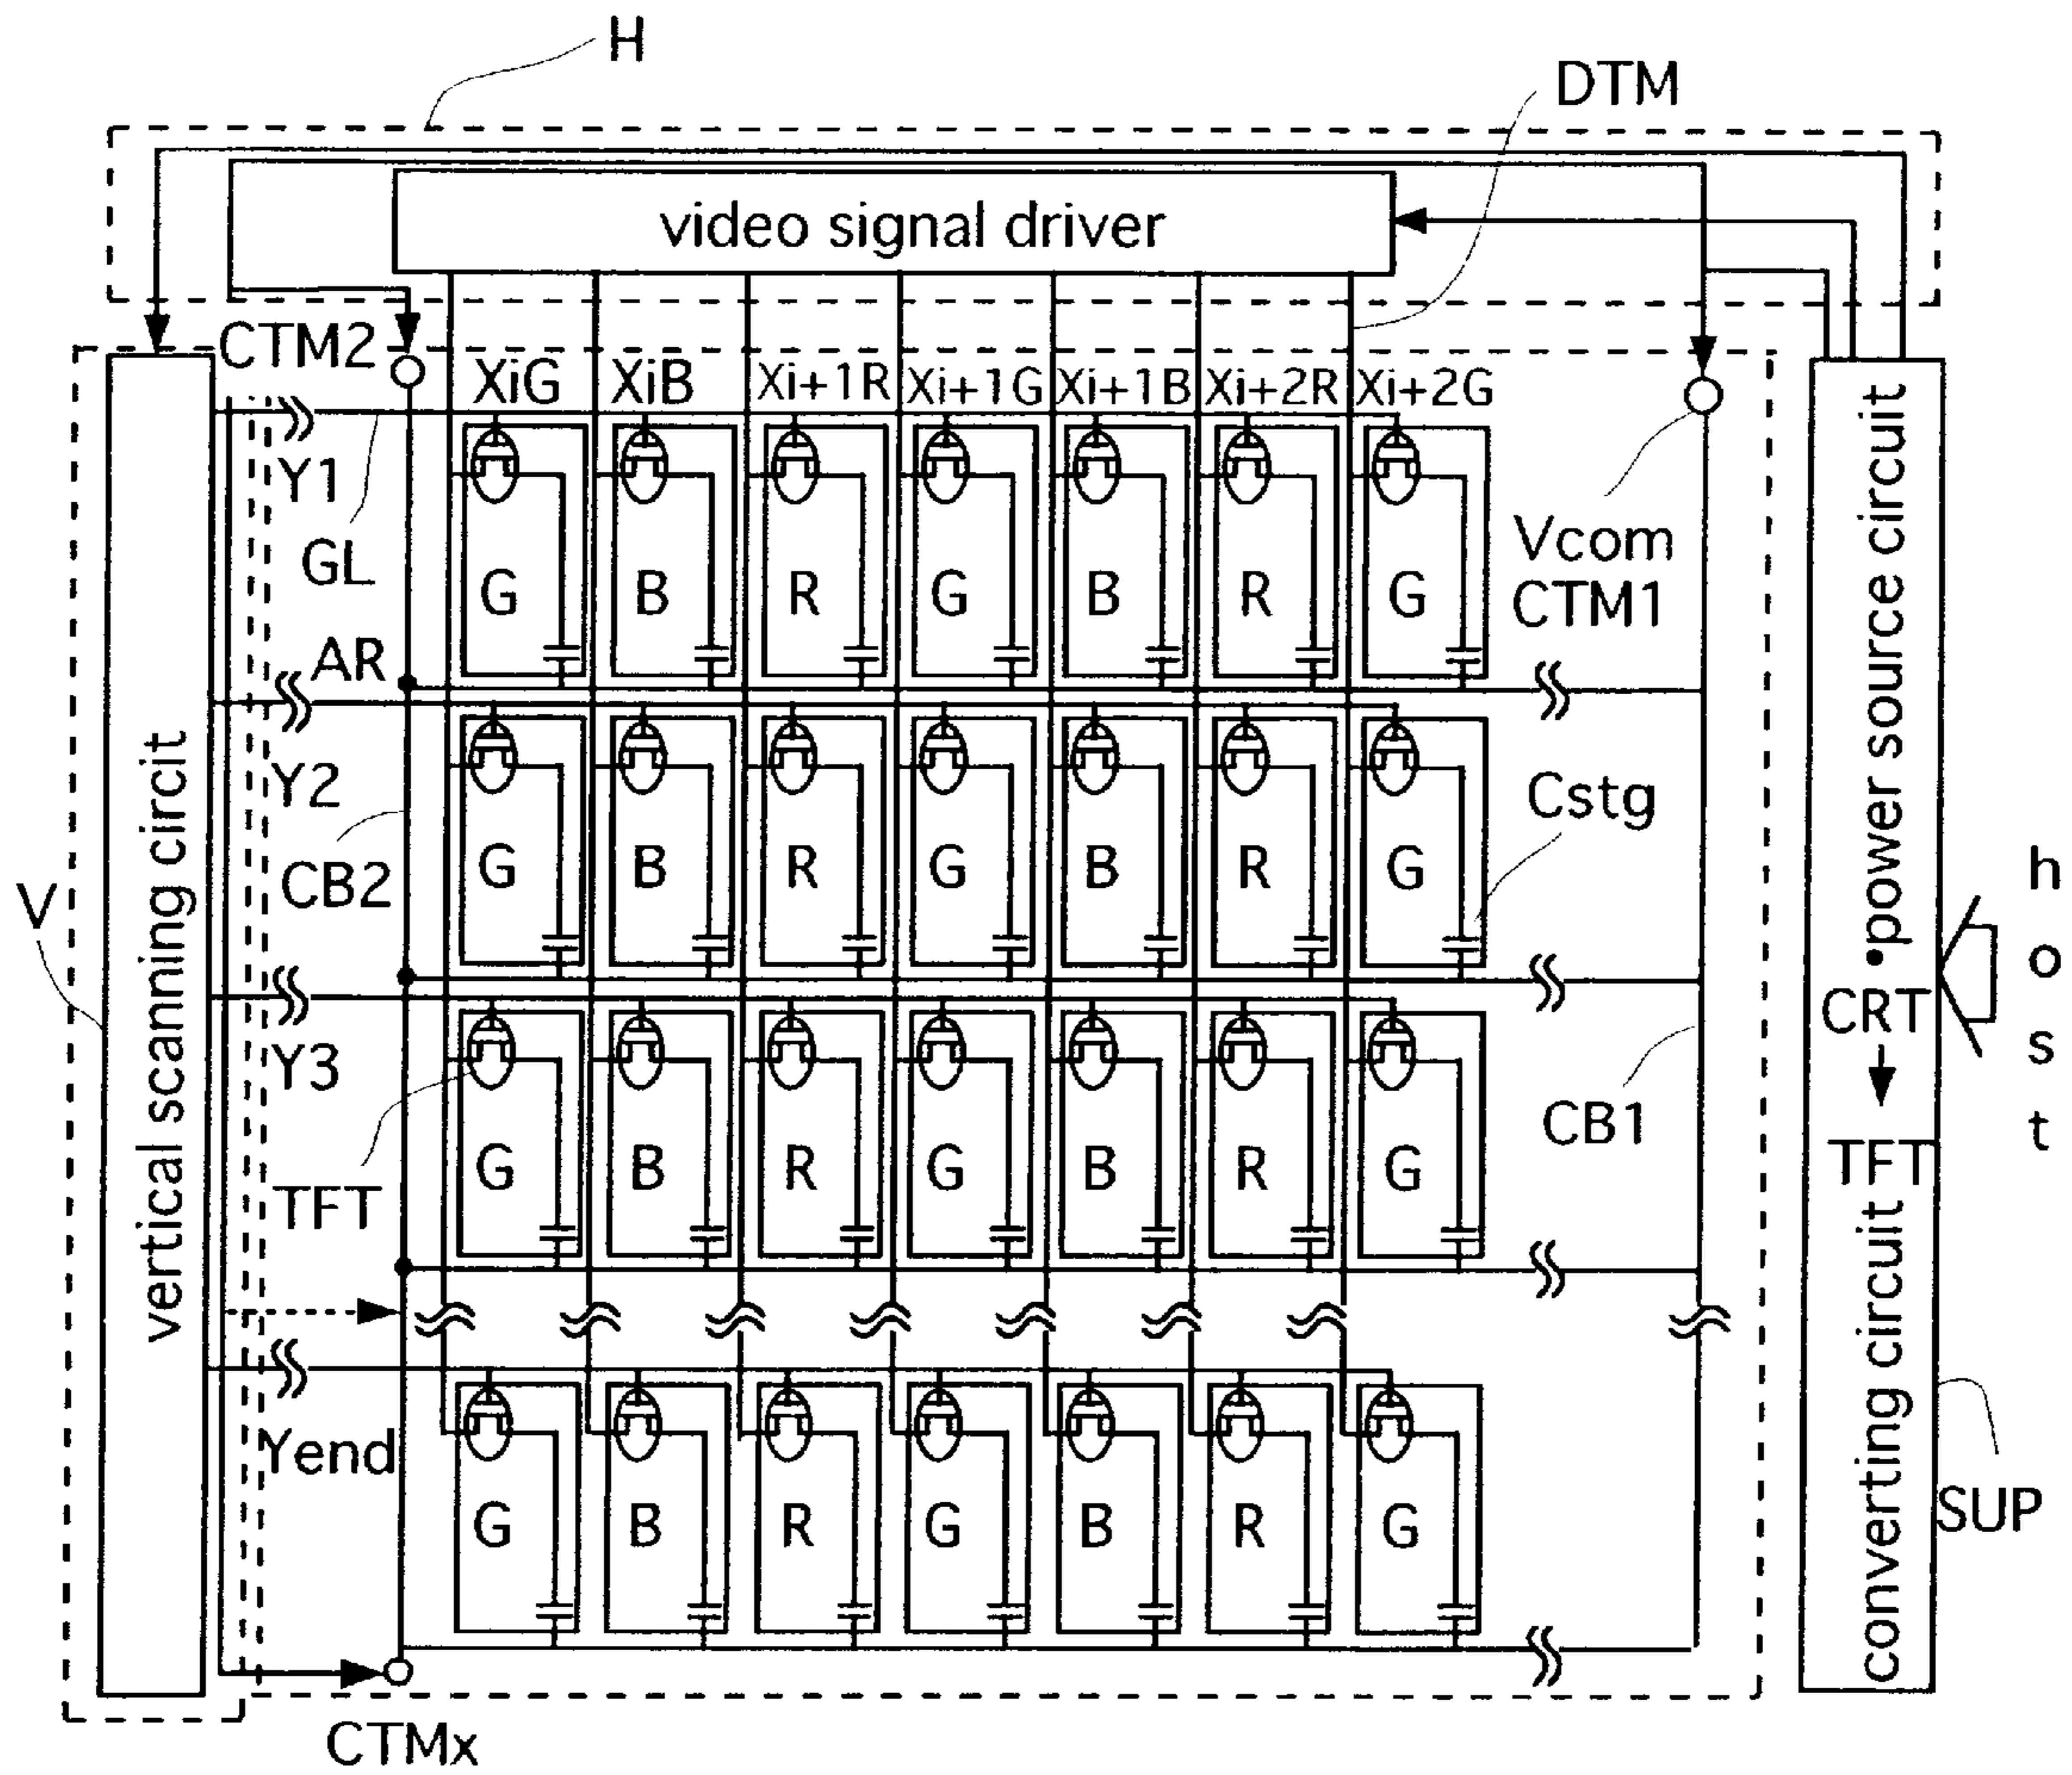 H
DTM
video signal driver
CTM2
XiG XiB Xi+1R Xi+1G Xi+1B Xi+2R Xi+2G
Y1
GL
G B R G B R G
Vcom
CTM1
AR
Y2
Cstg
CB2
G B R G B R G
V
vertical scanning circit
Y3
CB1
TFT
G B R G B R G
Yend
G B R G B R G
CTMx
•power source circuit
CRT
TFT
converting circuit
host
SUP